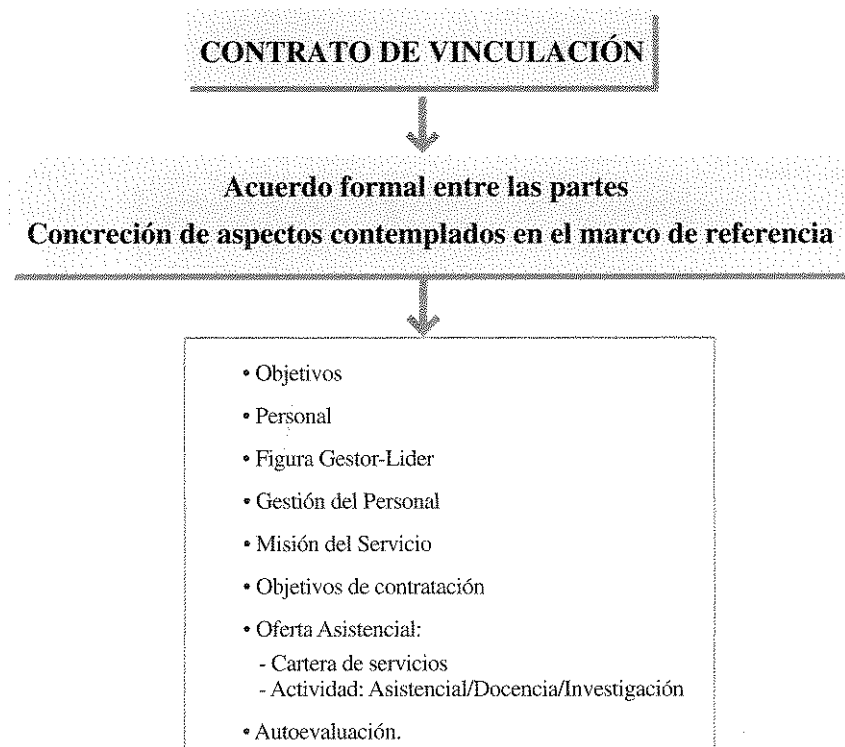 CONTRATO DE VINCULACIÓN
Acuerdo formal entre las partes
Concreción de aspectos contemplados en el marco de referencia
• Objetivos
• Personal
• Figura Gestor-Lider
• Gestión del Personal
• Misión del Servicio
• Objetivos de contratación
• Oferta Asistencial:
- Cartera de servicios
- Actividad: Asistencial/Docencia/Investigación
• Autoevaluación.